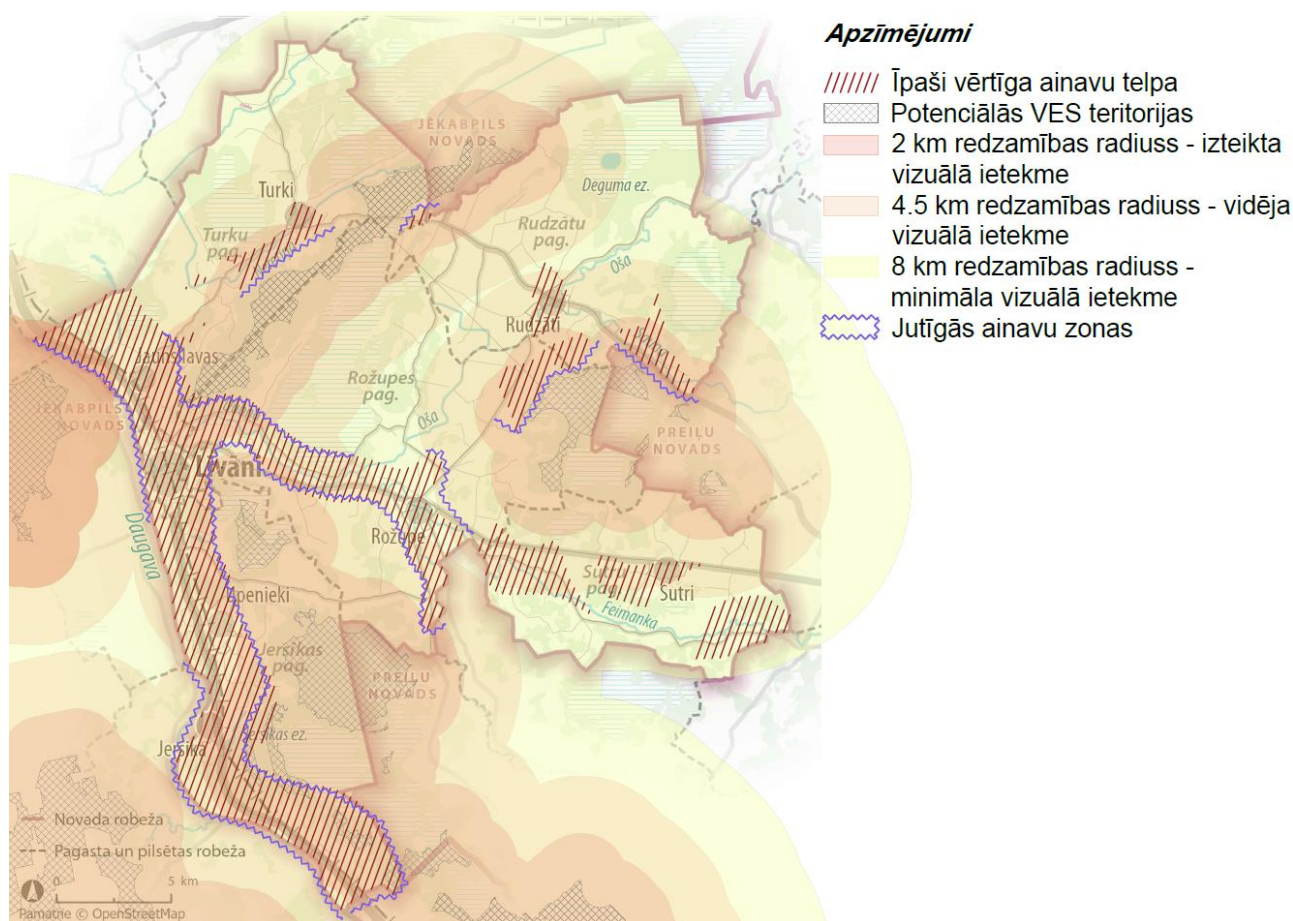 Apzīmējumi
Īpaši vērtīga ainavu telpa
Potenciālās VES teritorijas
2 km redzamības radiuss - izteikta
vizuālā ietekme
4.5 km redzamības radiuss - vidēja
vizuālā ietekme
8 km redzamības radiuss -
minimāla vizuālā ietekme
Jutīgās ainavu zonas
JĒKABPILS
NOVADS
Turki
Deguma ez.
Turku
pag.
Rudzātu
pag.
Oša
Rudzāti
Rožupes
pag.
JĒKABPILS
NOVADS
Oša
PREIĻU
NOVADS
Līvāni
Daugava
Rožupe
Sutru
pag.
Sutri
Feimanka
Jersikas
pag.
PREIĻU
NOVADS
Jersika
Jersikas ez.
Novada robeža
Pagasta un pilsētas robeža
0 5 km
Pamatne © OpenStreetMap